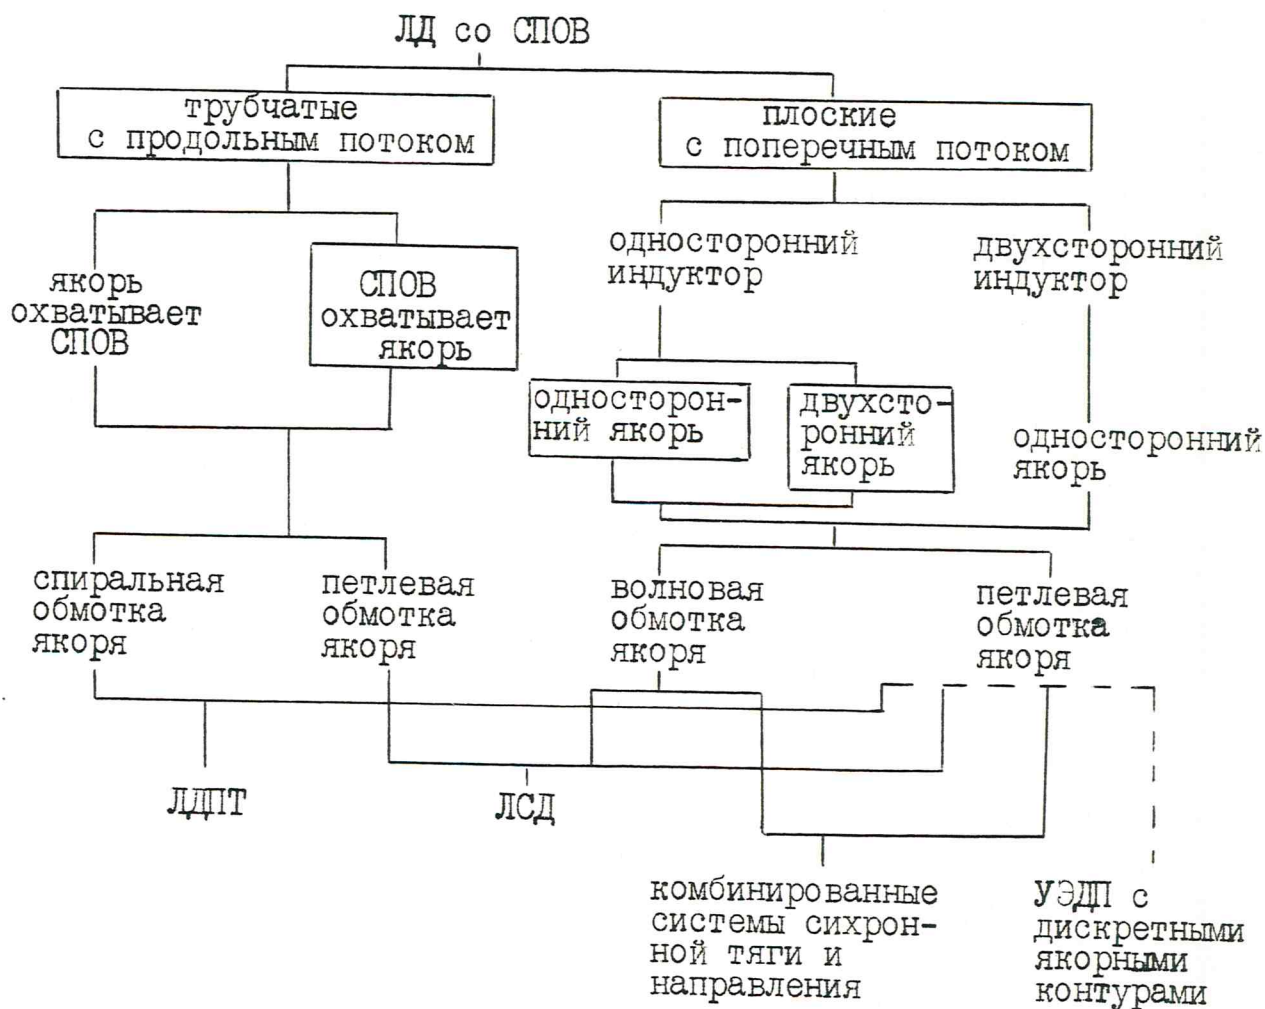 ЛД со СПОВ
трубчатые
с продольным потоком
плоские
с поперечным потоком
якорь
охватывает
СПОВ
СПОВ
охватывает
якорь
односторонний
индуктор
двухсторонний
индуктор
односторон-
ний якорь
двухсто-
ронний
якорь
односторонний
якорь
спиральная
обмотка
якоря
петлевая
обмотка
якоря
волновая
обмотка
якоря
петлевая
обмотка
якоря
ЛДПТ
ЛСД
комбинированные
системы сихрон-
ной тяги и
направления
УЭДП с
дискретными
якорными
контурами